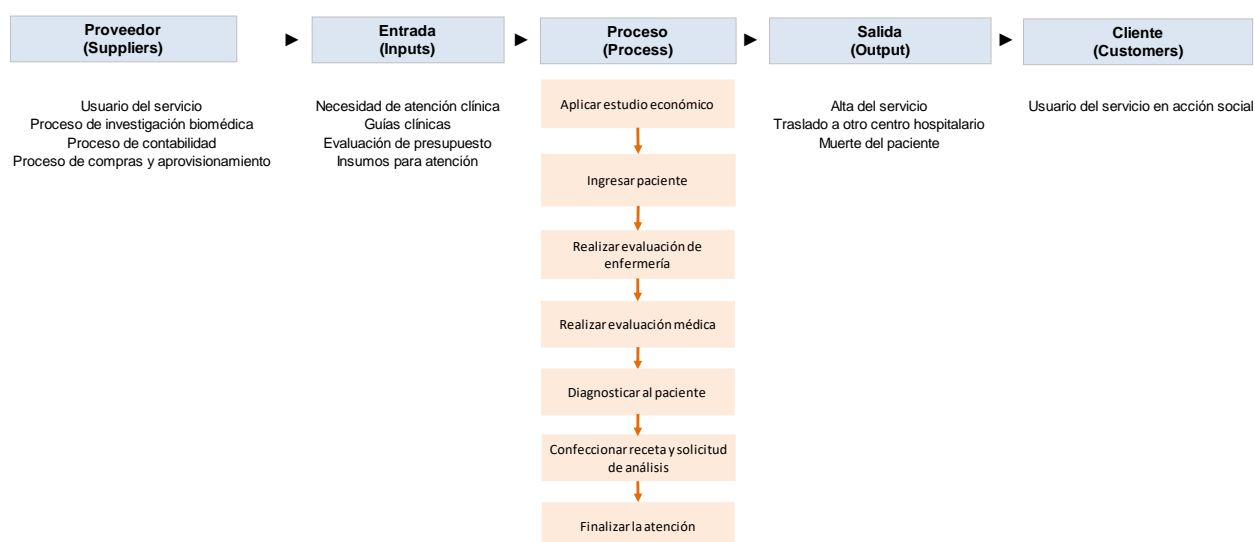 Proveedor
(Suppliers)
Entrada
(Inputs)
Proceso
(Process)
Salida
(Output)
Cliente
(Customers)
Usuario del servicio
Proceso de investigación biomédica
Proceso de contabilidad
Proceso de compras y aprovisionamiento
Necesidad de atención clínica
Guías clínicas
Evaluación de presupuesto
Insumos para atención
Aplicar estudio económico
Ingresar paciente
Realizar evaluación de
enfermería
Realizar evaluación médica
Diagnosticar al paciente
Confeccionar receta y solicitud
de análisis
Finalizar la atención
Alta del servicio
Traslado a otro centro hospitalario
Muerte del paciente
Usuario del servicio en acción social